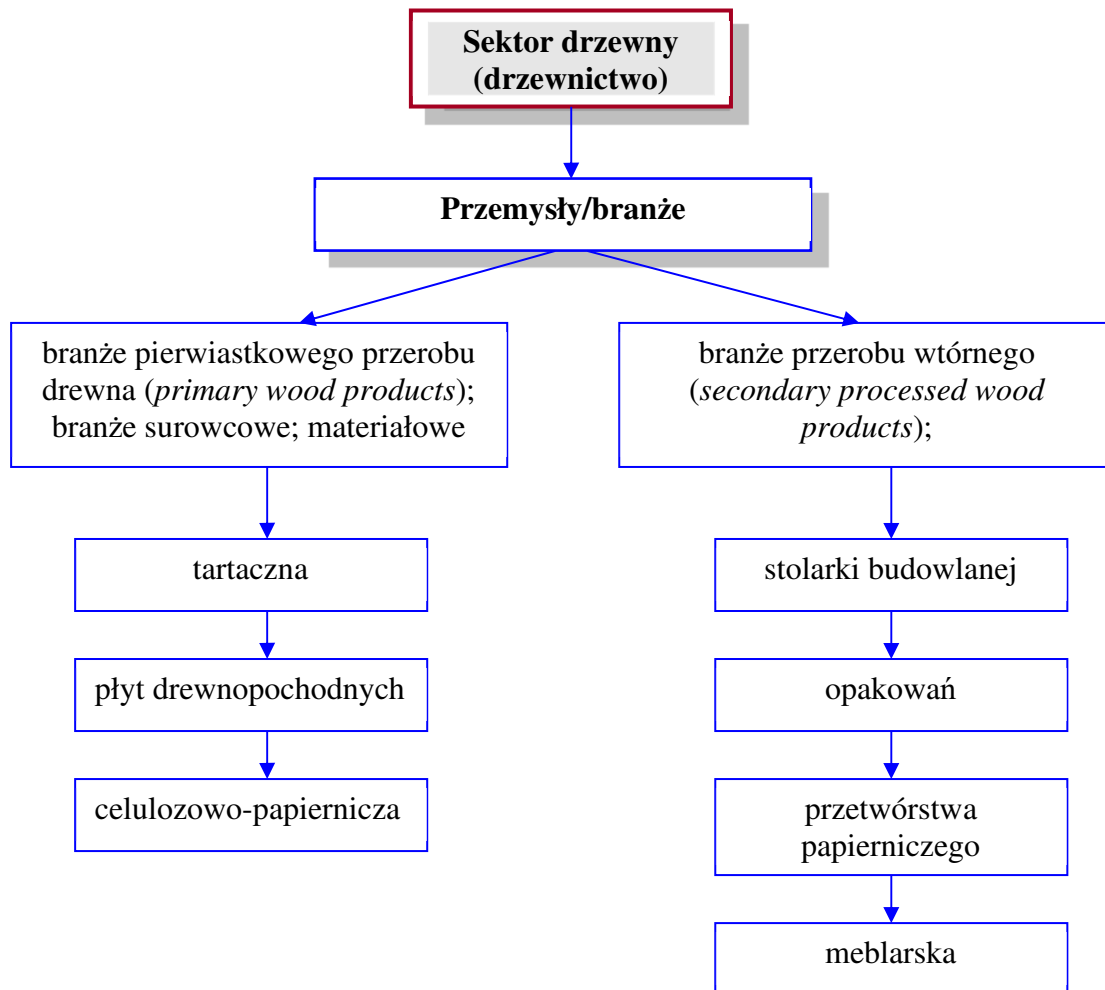 Sektor drzewny
(drzewnictwo)
Przemysły/branże
branże pierwiastkowego przerobu
drewna (primary wood products);
branże surowcowe; materiałowe
branże przerobu wtórnego
(secondary processed wood
products);
tartaczna
płyt drewnopochodnych
celulozowo-papiernicza
stolarki budowlanej
opakowań
przetwórstwa
papierniczego
meblarska